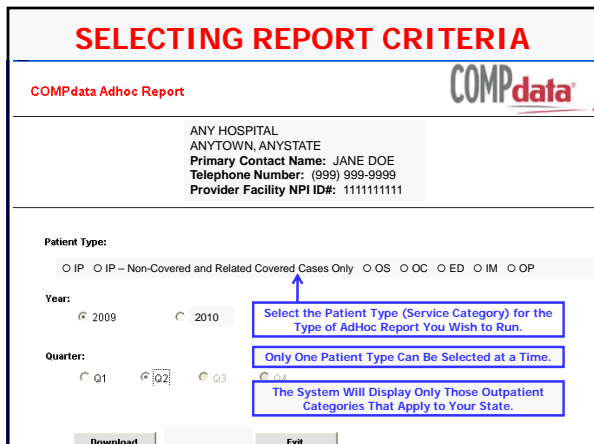 SELECTING REPORT CRITERIA
COMPdata Adhoc Report
COMPdata
ANY HOSPITAL
ANYTOWN, ANYSTATE
Primary Contact Name: JANE DOE
Telephone Number: (999) 999-9999
Provider Facility NPI ID#: 1111111111
Patient Type:
IP IP – Non-Covered and Related Covered Cases Only OS OC ED IM OP
Year:
2009 2010
Select the Patient Type (Service Category) for the
Type of AdHoc Report You Wish to Run.
Quarter:
Only One Patient Type Can Be Selected at a Time.
Q1 Q2 Q3 Q4
The System Will Display Only Those Outpatient
Categories That Apply to Your State.
Download Exit